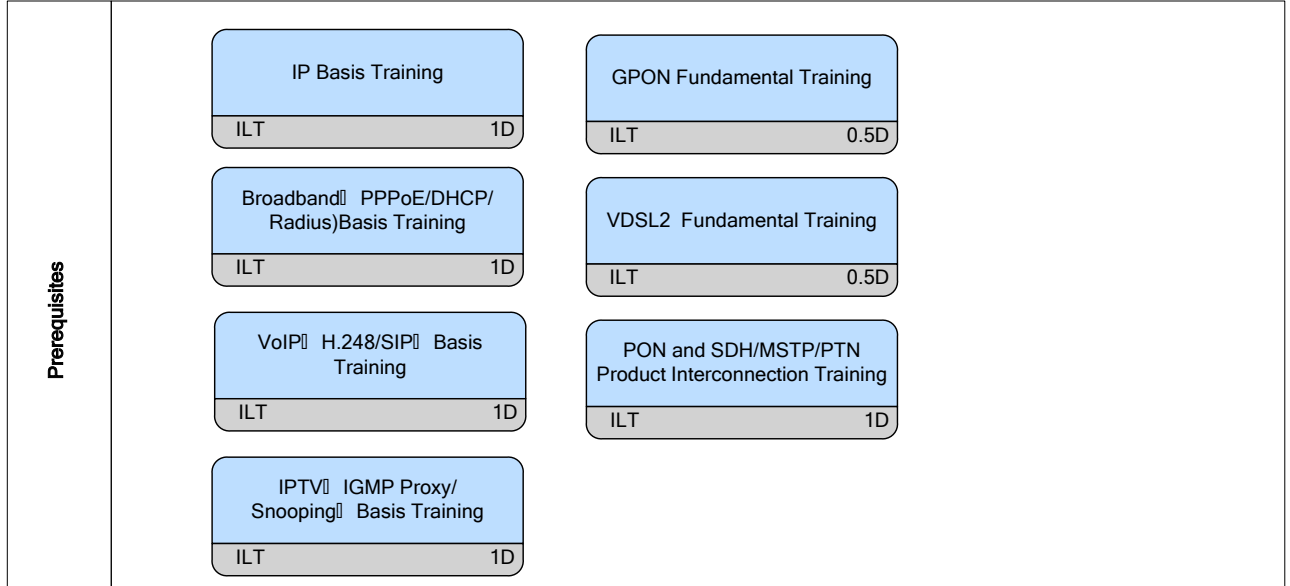 Prerequisites
IP Basis Training
ILT 1D
Broadband▯ PPPoE/DHCP/
Radius)Basis Training
ILT 1D
VoIP▯ H.248/SIP▯ Basis
Training
ILT 1D
IPTV▯ IGMP Proxy/
Snooping▯ Basis Training
ILT 1D
GPON Fundamental Training
ILT 0.5D
VDSL2 Fundamental Training
ILT 0.5D
PON and SDH/MSTP/PTN
Product Interconnection Training
ILT 1D